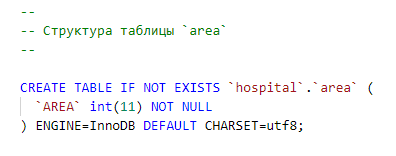 --
-- Структура таблицы `area`
--
CREATE TABLE IF NOT EXISTS `hospital`.`area` (
  `AREA` int(11) NOT NULL
) ENGINE=InnoDB DEFAULT CHARSET=utf8;